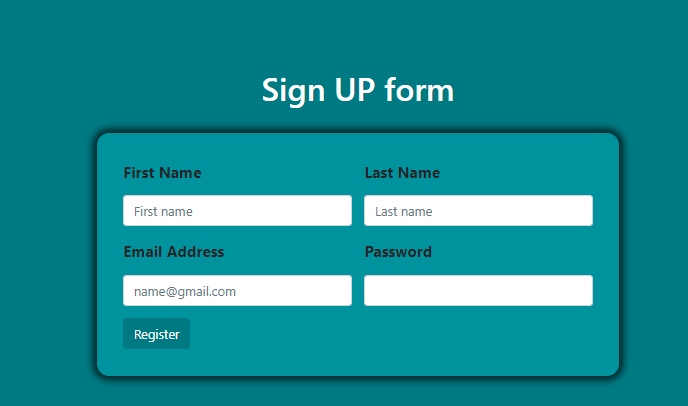 Sign UP form
First Name Last Name
First name Last name
Email Address Password
name@gmail.com
Register